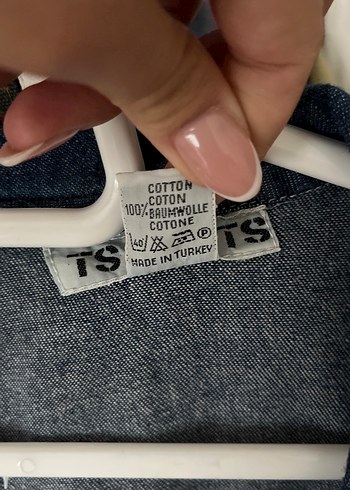 COTTON
COTON
100% BAUMWOLLE
COTONE
40 P
MADE IN TURKEY
TS TS